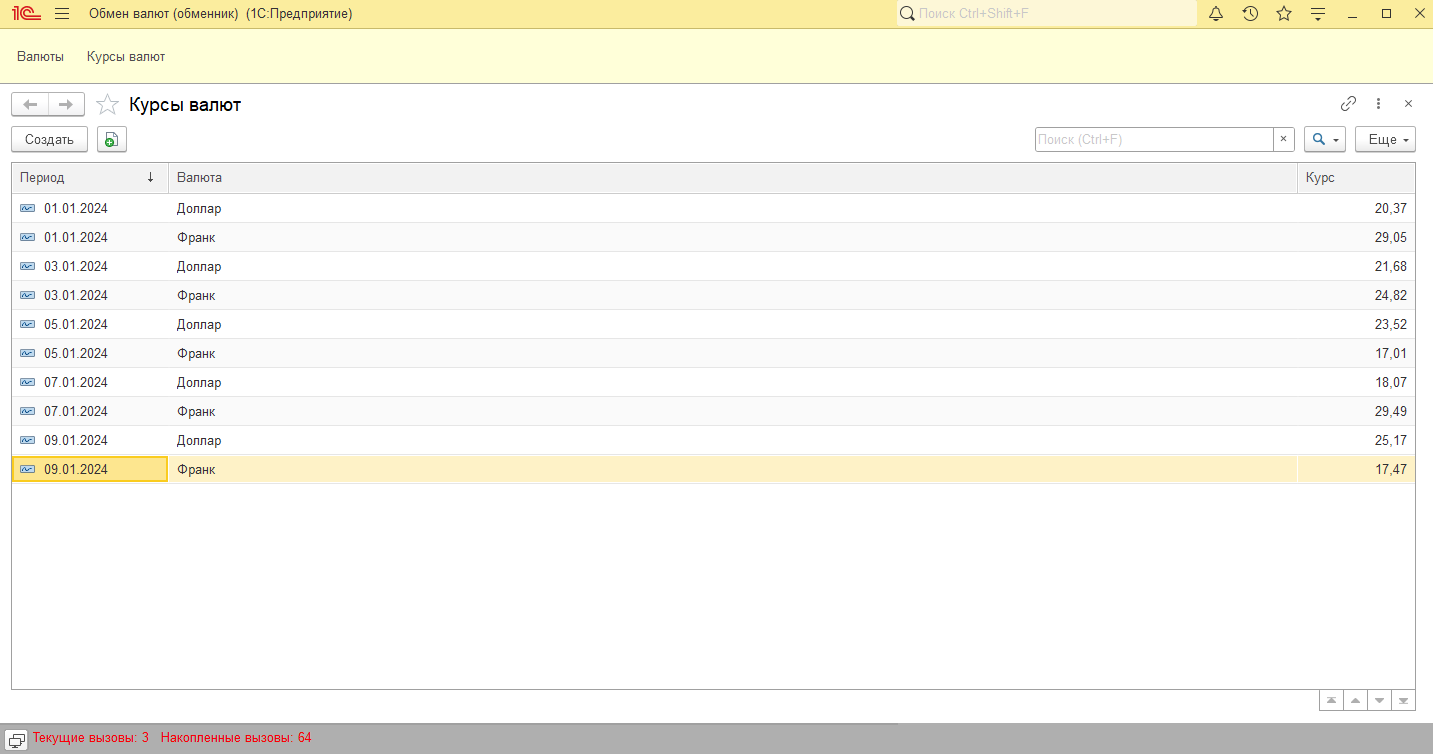 1С Обмен валют (обменник) (1С:Предприятие) Поиск Ctrl+Shift+F
Валюты Курсы валют
Курсы валют
Создать Поиск (Ctrl+F) × Еще
Период ↓ Валюта Курс
01.01.2024 Доллар 20,37
01.01.2024 Франк 29,05
03.01.2024 Доллар 21,68
03.01.2024 Франк 24,82
05.01.2024 Доллар 23,52
05.01.2024 Франк 17,01
07.01.2024 Доллар 18,07
07.01.2024 Франк 29,49
09.01.2024 Доллар 25,17
09.01.2024 Франк 17,47
Текущие вызовы: 3 Накопленные вызовы: 64